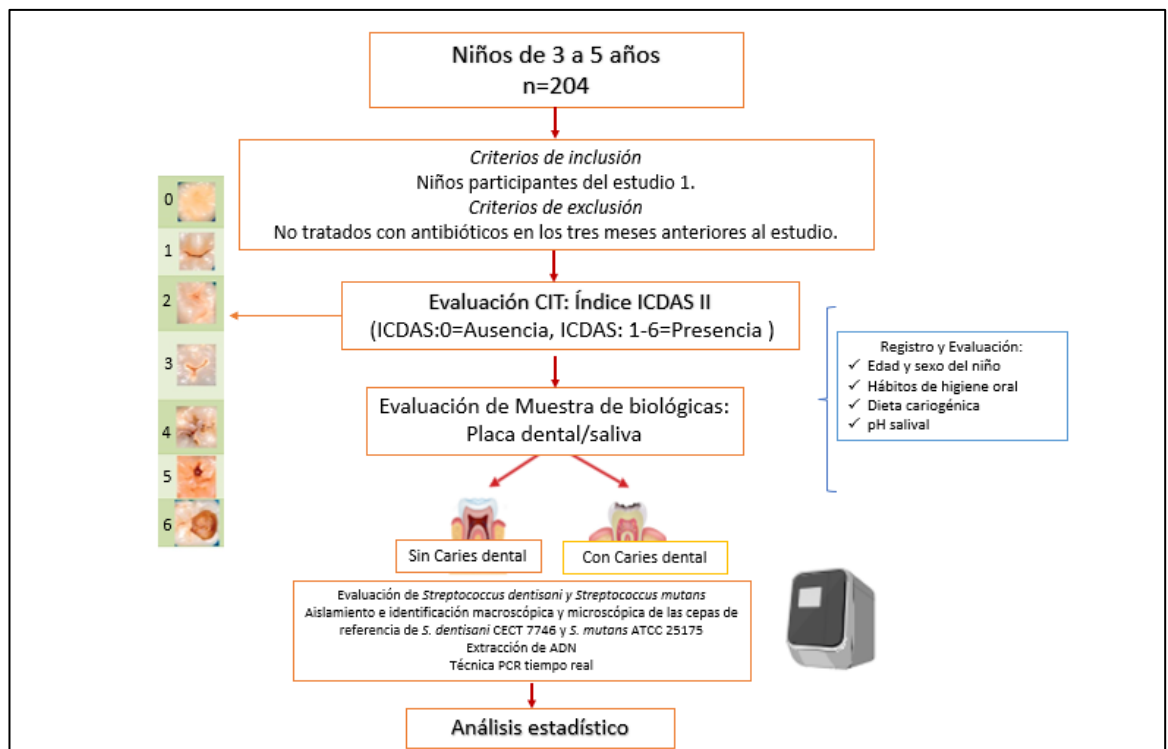 Niños de 3 a 5 años
n=204
Criterios de inclusión
Niños participantes del estudio 1.
Criterios de exclusión
No tratados con antibióticos en los tres meses anteriores al estudio.
0
1
2
3
4
5
6
Evaluación CIT: Índice ICDAS II
(ICDAS:0=Ausencia, ICDAS: 1-6=Presencia )
Registro y Evaluación:
✓ Edad y sexo del niño
✓ Hábitos de higiene oral
✓ Dieta cariogénica
✓ pH salival
Evaluación de Muestra de biológicas:
Placa dental/saliva
Sin Caries dental
Con Caries dental
Evaluación de Streptococcus dentisani y Streptococcus mutans
Aislamiento e identificación macroscópica y microscópica de las cepas de
referencia de S. dentisani CECT 7746 y S. mutans ATCC 25175
Extracción de ADN
Técnica PCR tiempo real
Análisis estadístico